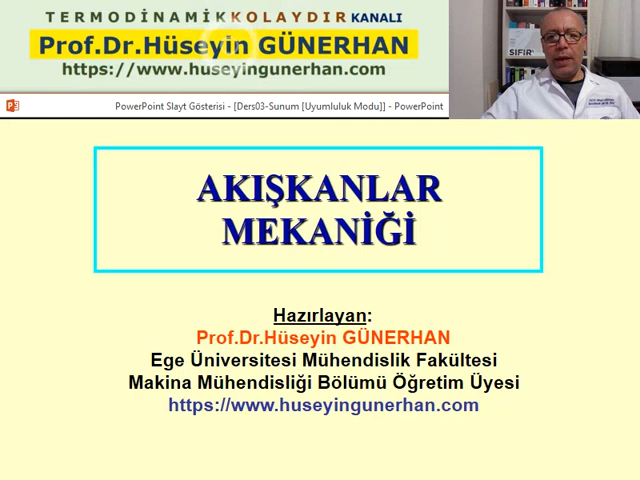 TERMODİNAMİKKOLAYDIR KANALI
Prof.Dr.Hüseyin GÜNERHAN
https://www.huseyingunerhan.com
PowerPoint Slayt Gösterisi - [Ders03-Sunum [Uyumluluk Modu]] - PowerPoint
SIFIR
AKIŞKANLAR
MEKANİĞİ
Hazırlayan:
Prof.Dr.Hüseyin GÜNERHAN
Ege Üniversitesi Mühendislik Fakültesi
Makina Mühendisliği Bölümü Öğretim Üyesi
https://www.huseyingunerhan.com